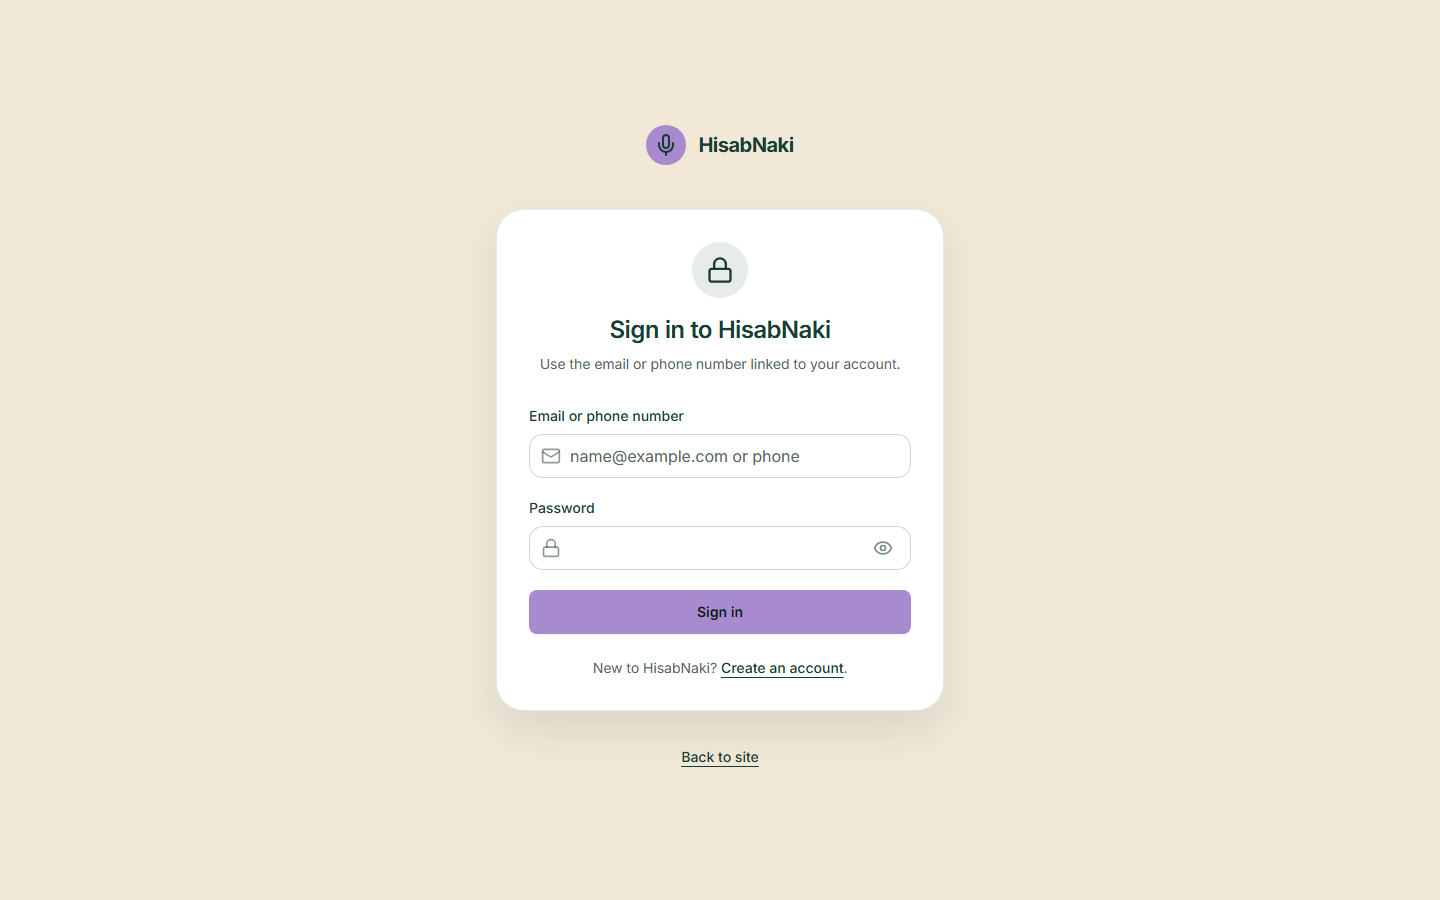 HisabNaki
Sign in to HisabNaki
Use the email or phone number linked to your account.
Email or phone number
name@example.com or phone
Password
Sign in
New to HisabNaki? Create an account.
Back to site